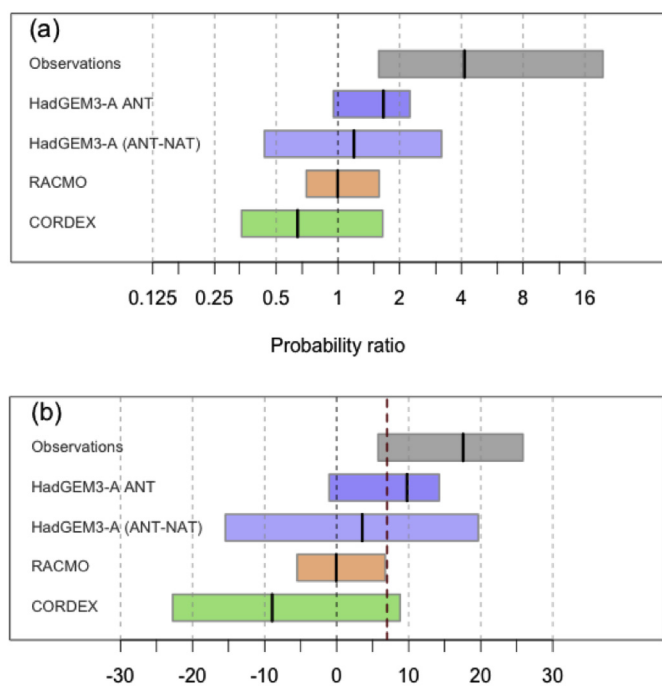 (a)
Observations
HadGEM3-A ANT
HadGEM3-A (ANT-NAT)
RACMO
CORDEX
0.125 0.25 0.5 1 2 4 8 16
Probability ratio
(b)
Observations
HadGEM3-A ANT
HadGEM3-A (ANT-NAT)
RACMO
CORDEX
-30 -20 -10 0 10 20 30